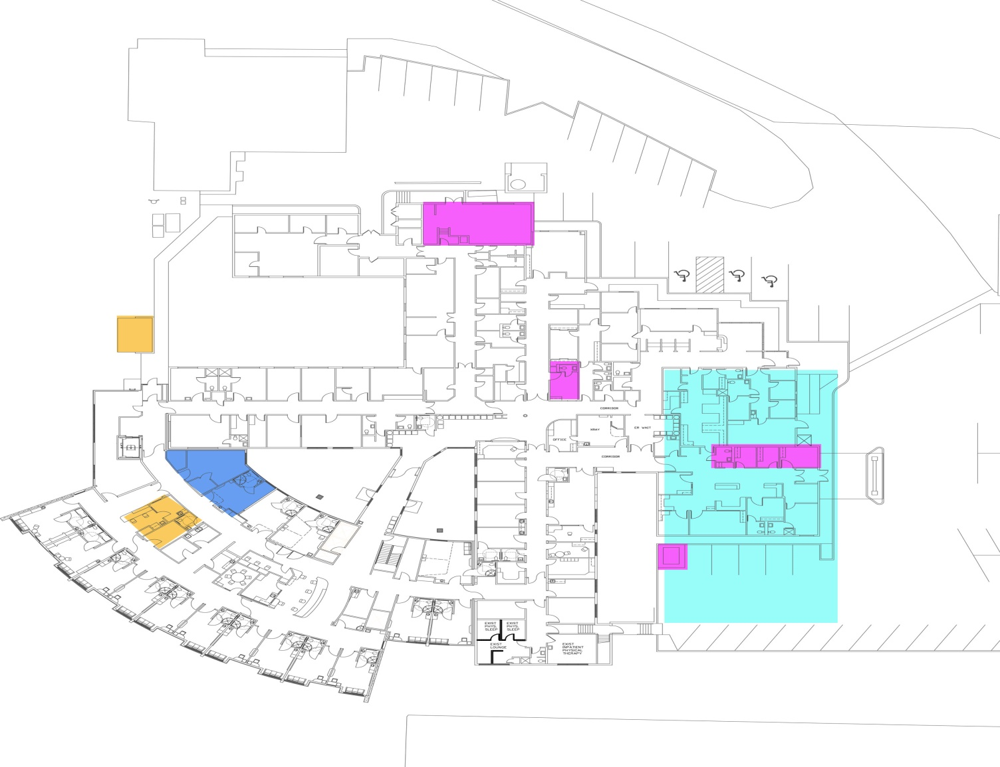 CORRIDOR
XRAY
ER WAIT
OFFICE
CORRIDOR
EXIST
PHYS.
SLEEP
EXIST
PHYS.
SLEEP
EXIST
LOUNGE
EXIST
INPATIENT
PHYSICAL
THERAPY